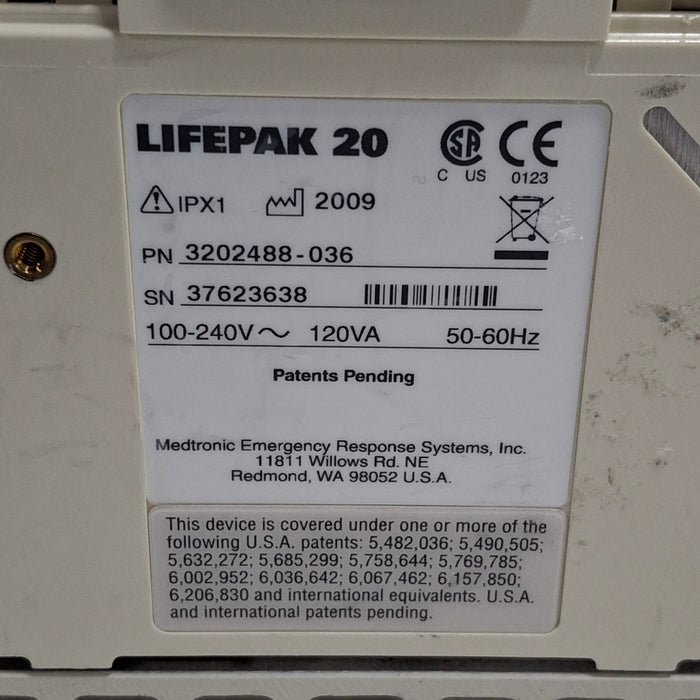 LIFEPAK 20
C US
CE
0123
IPX1 2009
PN 3202488-036
SN 37623638
100-240V~ 120VA 50-60Hz
Patents Pending
Medtronic Emergency Response Systems, Inc.
11811 Willows Rd. NE
Redmond, WA 98052 U.S.A.
This device is covered under one or more of the
following U.S.A. patents: 5,482,036; 5,490,505;
5,632,272; 5,685,299; 5,758,644; 5,769,785;
6,002,952; 6,036,642; 6,067,462; 6,157,850;
6,206,830 and international equivalents. U.S.A.
and international patents pending.